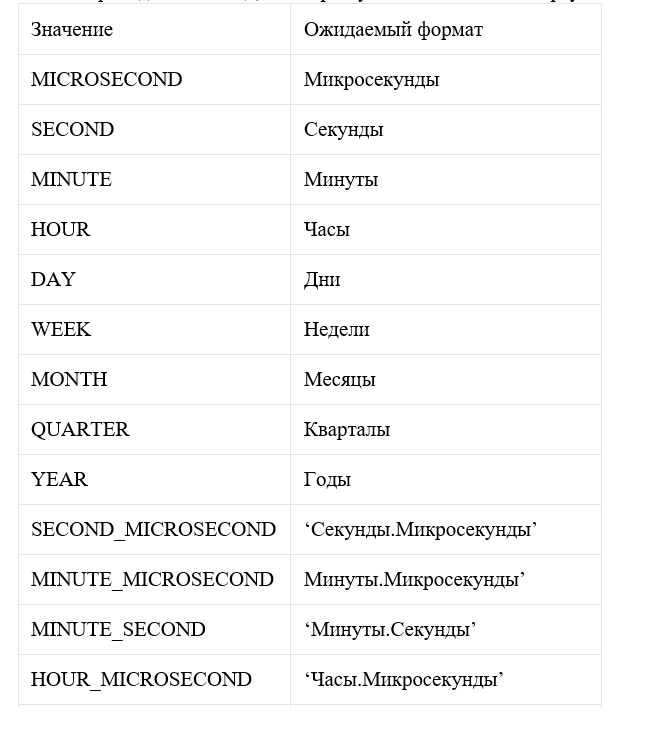 Значение Ожидаемый формат
MICROSECOND Микросекунды
SECOND Секунды
MINUTE Минуты
HOUR Часы
DAY Дни
WEEK Недели
MONTH Месяцы
QUARTER Кварталы
YEAR Годы
SECOND_MICROSECOND ‘Секунды.Микросекунды’
MINUTE_MICROSECOND Минуты.Микросекунды’
MINUTE_SECOND ‘Минуты.Секунды’
HOUR_MICROSECOND ‘Часы.Микросекунды’